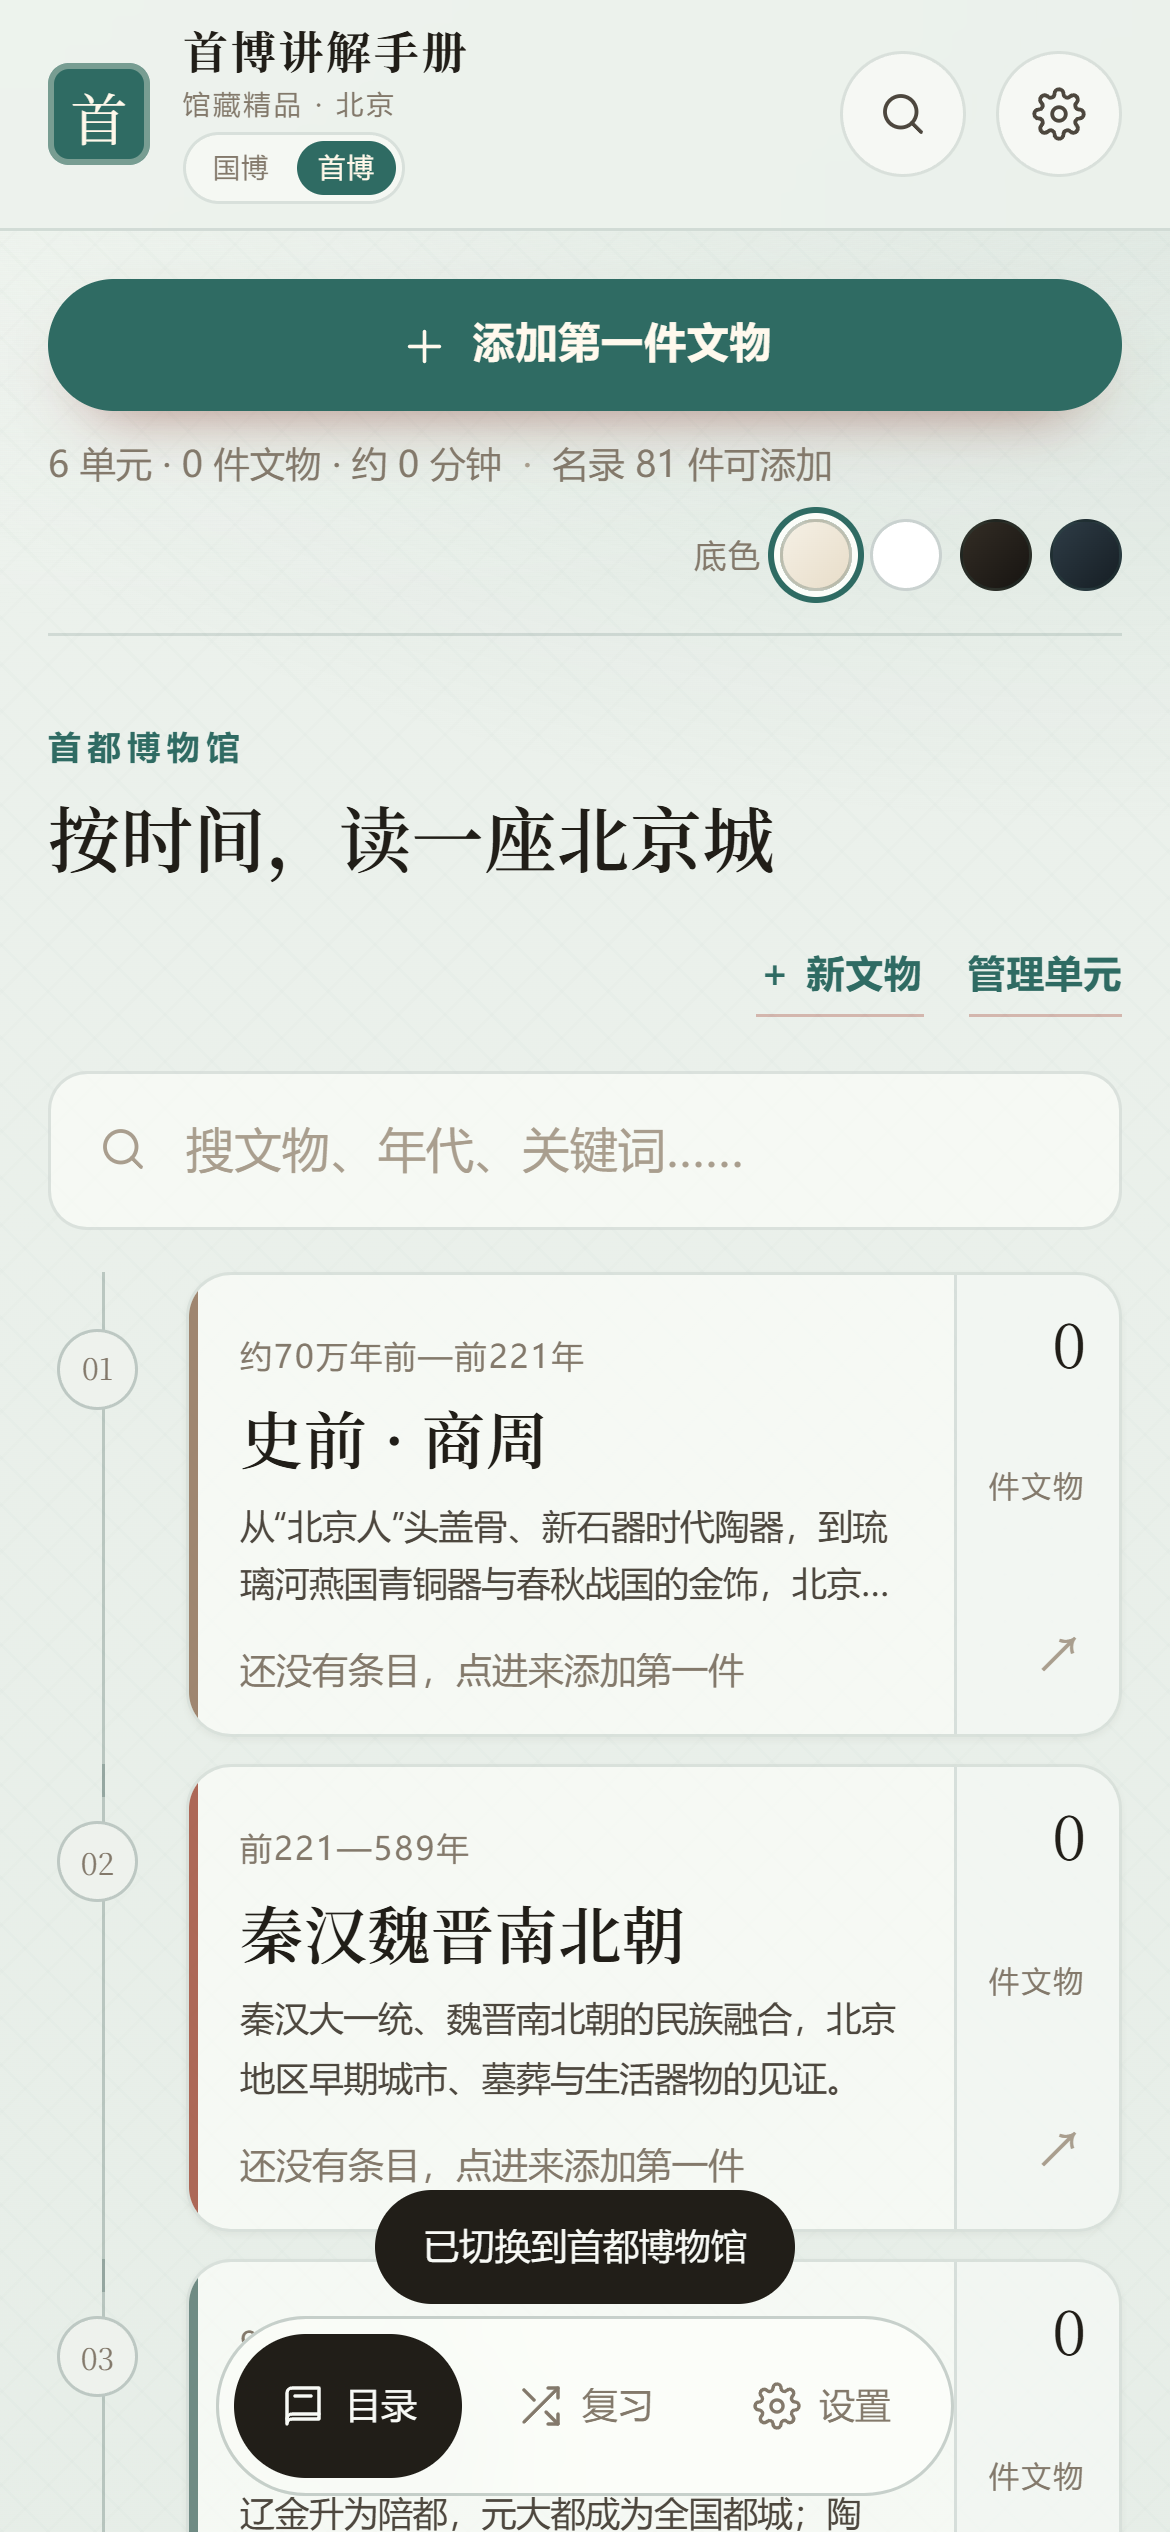 首
首博讲解手册
馆藏精品 · 北京
国博 首博
+ 添加第一件文物
6 单元 · 0 件文物 · 约 0 分钟 · 名录 81 件可添加
底色
首都博物馆
按时间，读一座北京城
+ 新文物 管理单元
搜文物、年代、关键词……
01
约70万年前—前221年
史前 · 商周
从“北京人”头盖骨、新石器时代陶器，到琉
璃河燕国青铜器与春秋战国的金饰，北京…
还没有条目，点进来添加第一件
0
件文物
02
前221—589年
秦汉魏晋南北朝
秦汉大一统、魏晋南北朝的民族融合，北京
地区早期城市、墓葬与生活器物的见证。
还没有条目，点进来添加第一件
0
件文物
已切换到首都博物馆
03
0
件文物
目录 复习 设置
辽金升为陪都，元大都成为全国都城；陶